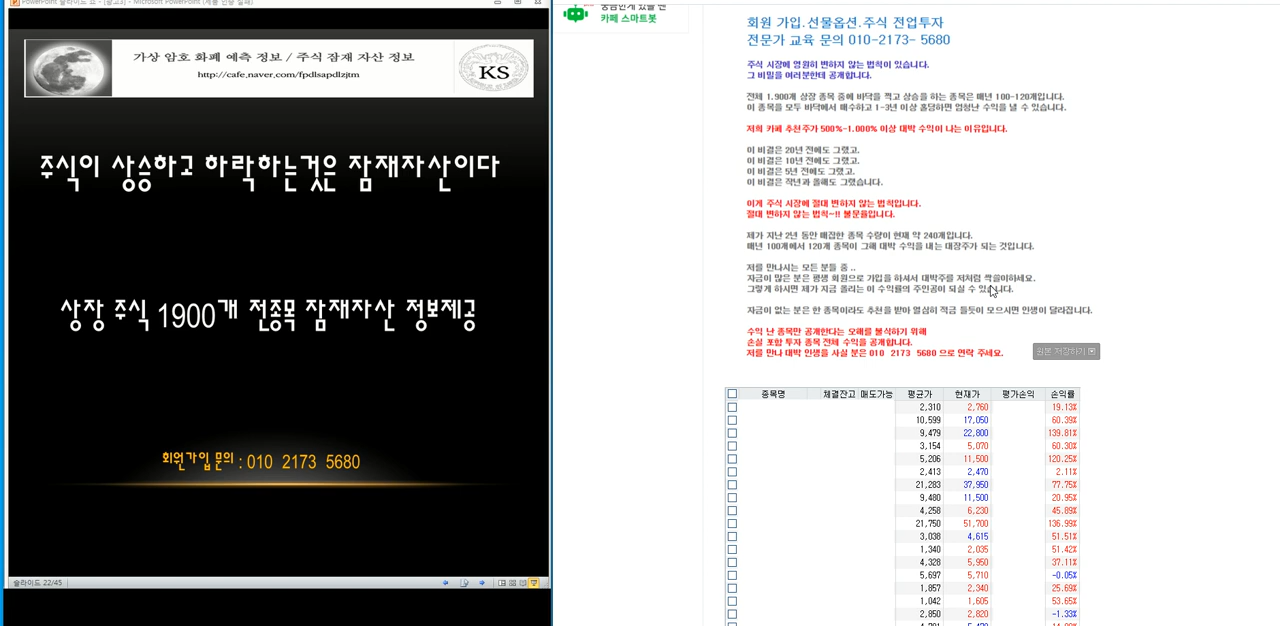 PowerPoint 슬라이드 쇼 - [광고3] - Microsoft PowerPoint (제품 인증 실패)
가상 암호 화폐 예측 정보 / 주식 잠재 자산 정보
http://cafe.naver.com/fpdlsapdlzjtm
KS
주식이 상승하고 하락하는것은 잠재자산이다
상장 주식 1900개 전종목 잠재자산 정보제공
회원가입 문의 : 010 2173 5680
슬라이드 22/45
카페 스마트봇
회원 가입.선물옵션.주식 전업투자
전문가 교육 문의 010-2173- 5680
주식 시장에 영원히 변하지 않는 법칙이 있습니다.
그 비밀을 여러분한테 공개합니다.
전체 1.900개 상장 종목 중에 바닥을 찍고 상승을 하는 종목은 매년 100-120개입니다.
이 종목을 모두 바닥에서 매수하고 1-3년 이상 홀딩하면 엄청난 수익을 낼 수 있습니다.
저희 카페 추천주가 500%-1.000% 이상 대박 수익이 나는 이유입니다.
이 비결은 20년 전에도 그랬고.
이 비결은 10년 전에도 그랬고.
이 비결은 5년 전에도 그랬고.
이 비결은 작년과 올해도 그랬습니다.
이게 주식 시장에 절대 변하지 않는 법칙입니다.
절대 변하지 않는 법칙~!! 불문률입니다.
제가 지난 2년 동안 매집한 종목 수량이 현재 약 240개입니다.
매년 100개에서 120개 종목이 그해 대박 수익을 내는 대장주가 되는 것입니다.
저를 만나시는 모든 분들 중 ..
자금이 많은 분은 평생 회원으로 가입을 하셔서 대박주를 저처럼 싹쓸이하세요.
그렇게 하시면 제가 지금 올리는 이 수익률의 주인공이 되실 수 있습니다.
자금이 없는 분은 한 종목이라도 추천을 받아 열심히 적금 들듯이 모으시면 인생이 달라집니다.
수익 난 종목만 공개한다는 오해를 불식하기 위해
손실 포함 투자 종목 전체 수익을 공개합니다.
저를 만나 대박 인생을 사실 분은 010 2173 5680 으로 연락 주세요.
원본 저장하기
종목명 체결잔고 매도가능 평균가 현재가 평가손익 손익률
2,310 2,760 19.13%
10,599 17,050 60.39%
9,479 22,800 139.81%
3,154 5,070 60.30%
5,206 11,500 120.25%
2,413 2,470 2.11%
21,283 37,950 77.75%
9,480 11,500 20.95%
4,258 6,230 45.89%
21,750 51,700 136.99%
3,038 4,615 51.51%
1,340 2,035 51.42%
4,328 5,950 37.11%
5,697 5,710 -0.05%
1,857 2,340 25.69%
1,042 1,605 53.65%
2,850 2,820 -1.33%